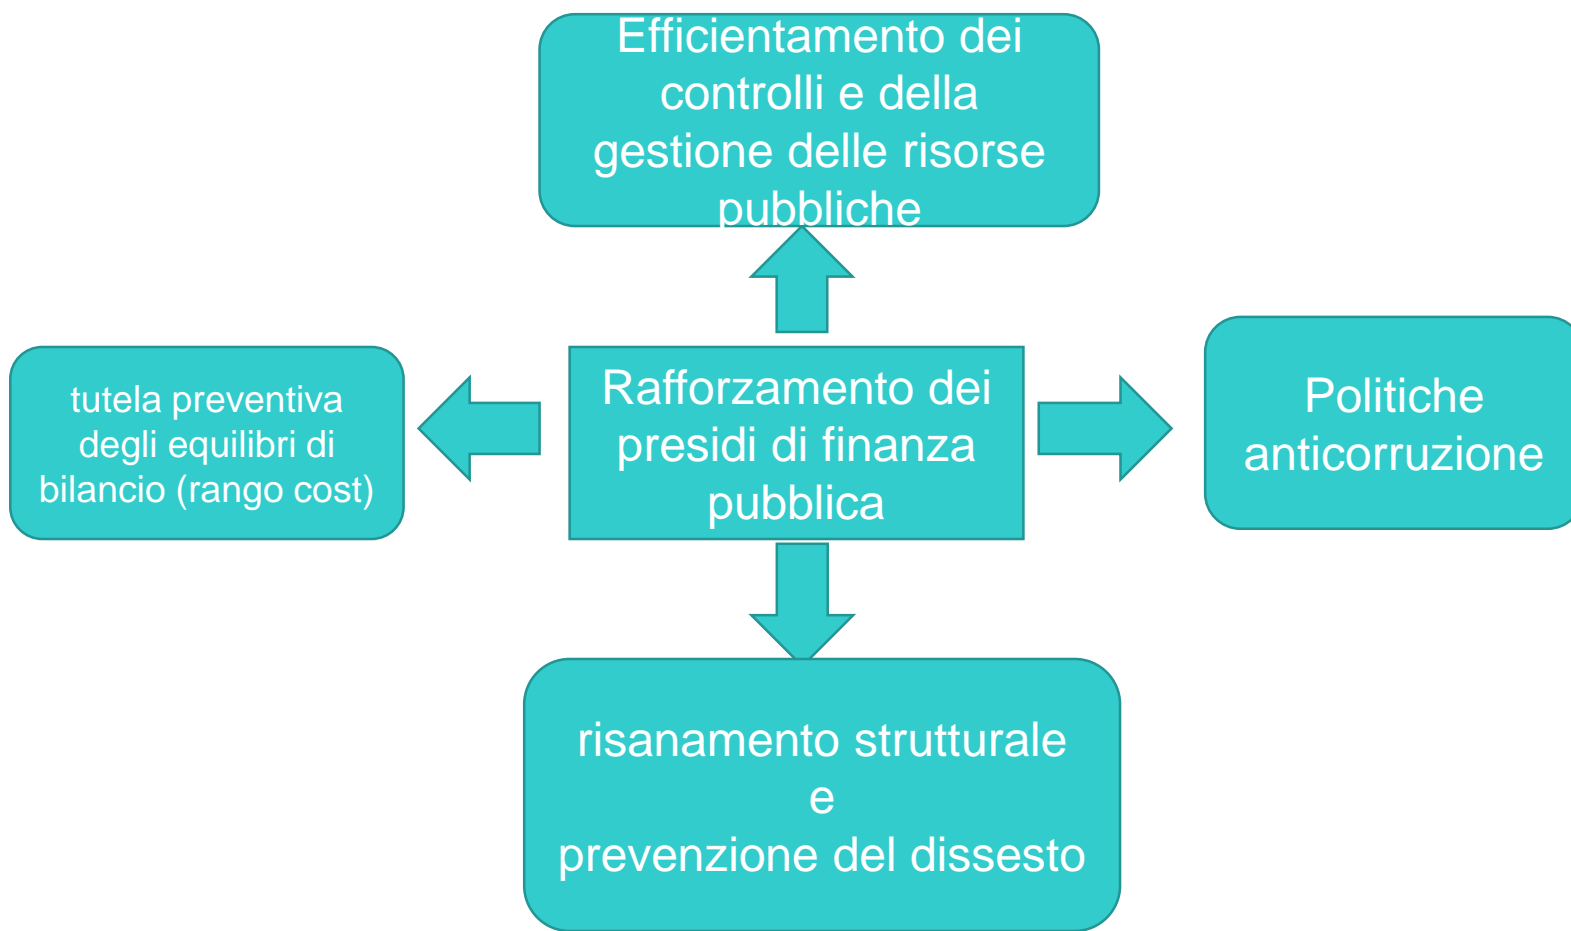 Efficientamento dei
controlli e della
gestione delle risorse
pubbliche
tutela preventiva
degli equilibri di
bilancio (rango cost)
Rafforzamento dei
presidi di finanza
pubblica
Politiche
anticorruzione
risanamento strutturale
e
prevenzione del dissesto